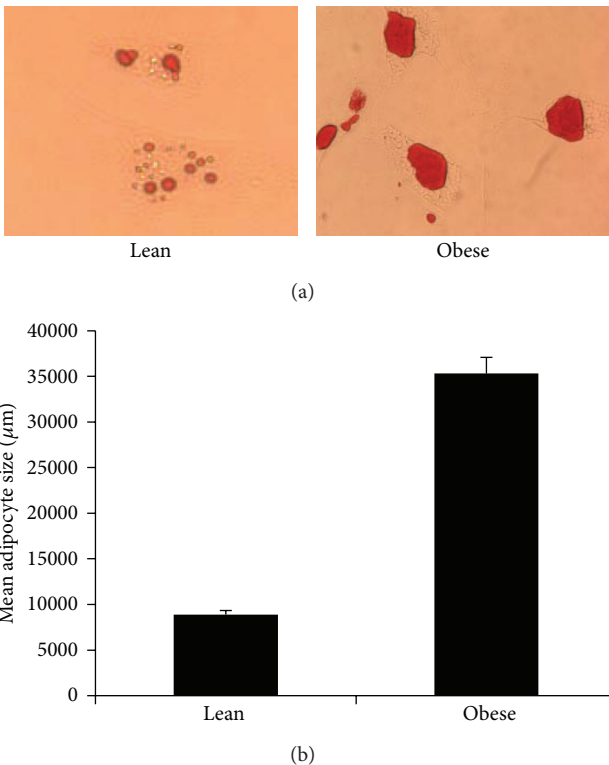 Lean
Obese
(a)
Mean adipocyte size (μm)
40000
35000
30000
25000
20000
15000
10000
5000
0
Lean
Obese
(b)